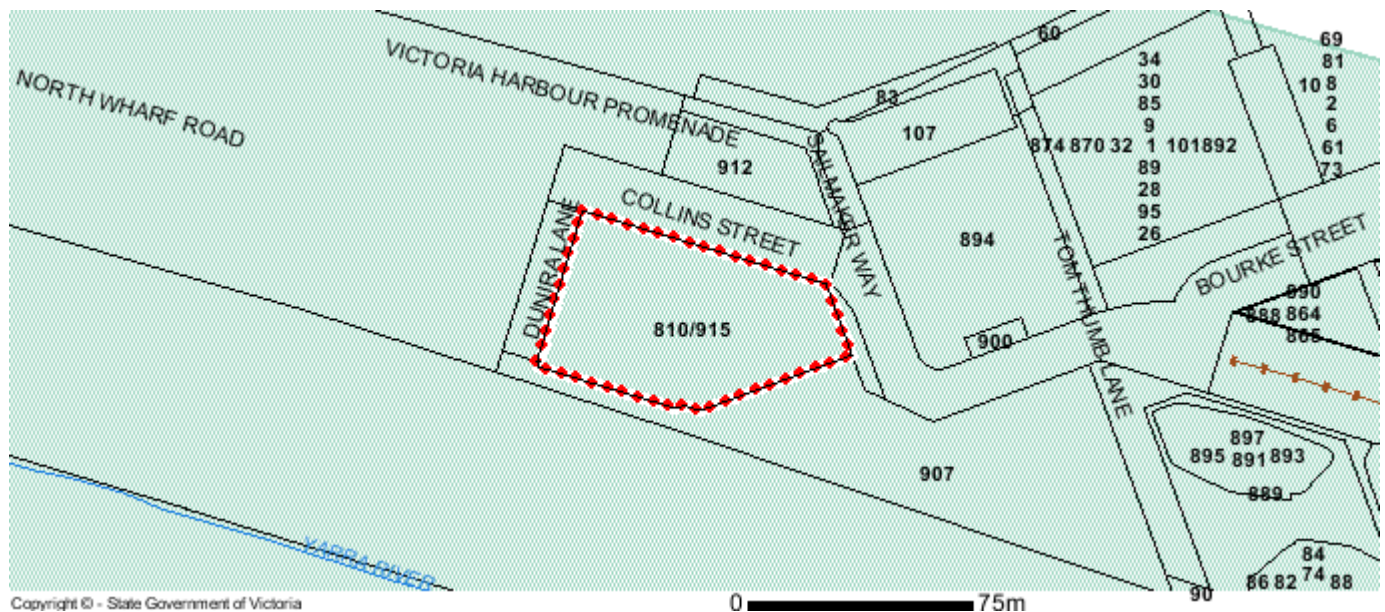 NORTH WHARF ROAD
VICTORIA HARBOUR PROMENADE
60
83
107
912
SAILMAKER WAY
COLLINS STREET
DUNIRA LANE
810/915
894
TOM THUMB LANE
34
30
85
9
874 870 32 1 101892
89
28
95
26
69
81
10 8
2
6
61
73
BOURKE STREET
890
888 864
900
907
897
895 891 893
889
84
86 82 74 88
90
YARRA RIVER
Copyright © - State Government of Victoria
0 75m